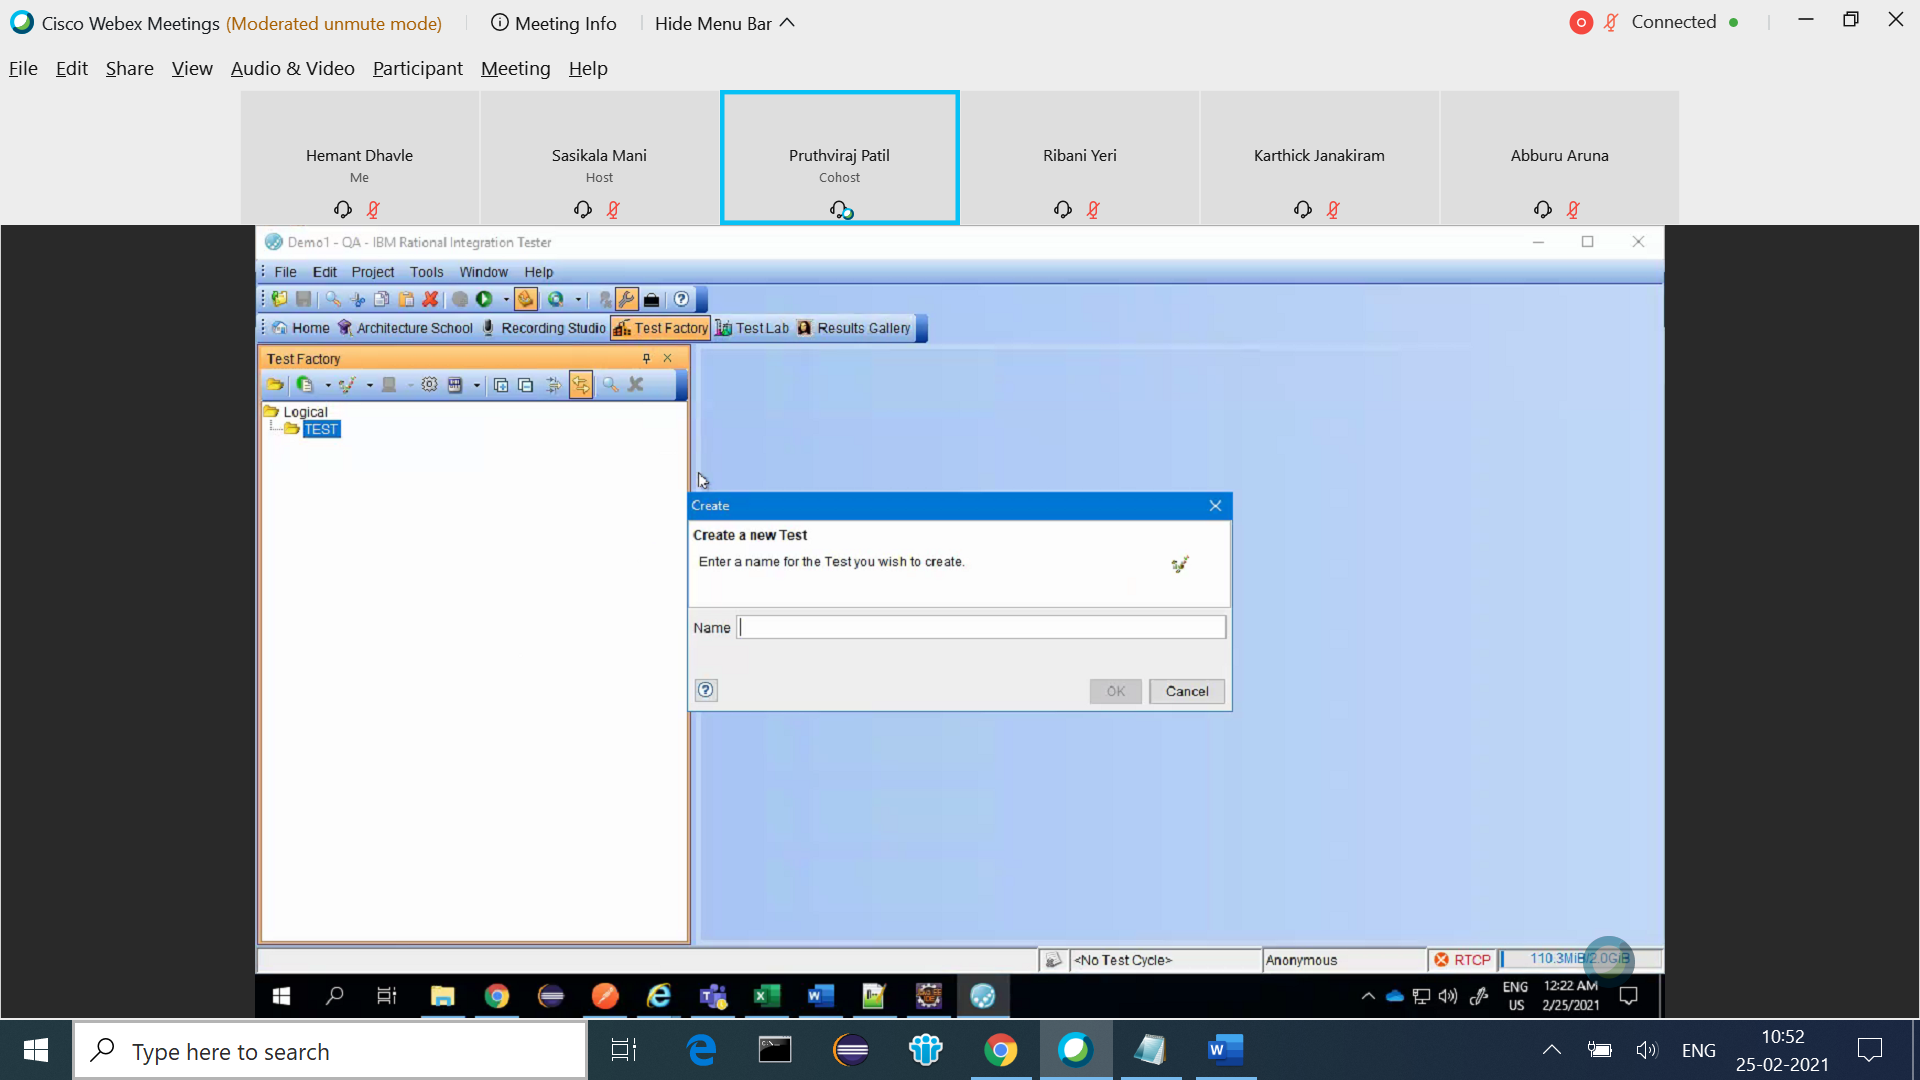 Cisco Webex Meetings (Moderated unmute mode) Meeting Info Hide Menu Bar Connected
File Edit Share View Audio & Video Participant Meeting Help
Hemant Dhavle
Me
Sasikala Mani
Host
Pruthviraj Patil
Cohost
Ribani Yeri
Karthick Janakiram
Abburu Aruna
Demo1 - QA - IBM Rational Integration Tester
File Edit Project Tools Window Help
Home Architecture School Recording Studio Test Factory Test Lab Results Gallery
Test Factory
Logical
TEST
Create
Create a new Test
Enter a name for the Test you wish to create.
Name
OK Cancel
<No Test Cycle> Anonymous RTCP 110.3MiB/2.0GiB
ENG
US
12:22 AM
2/25/2021
Type here to search
ENG
10:52
25-02-2021